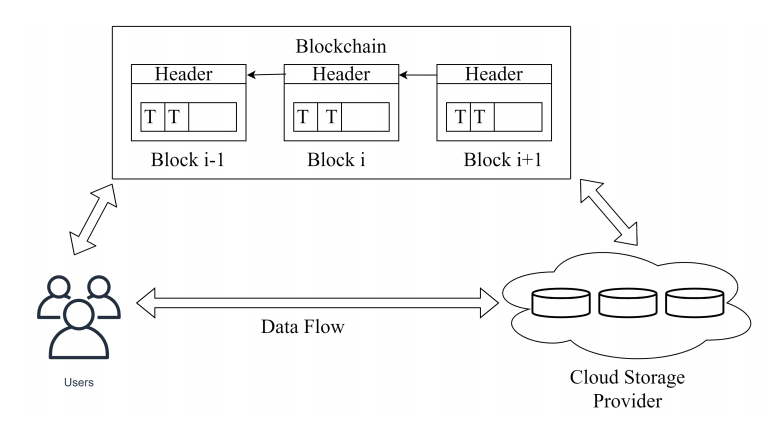 Blockchain
Header Header Header
T T T T T T
Block i-1 Block i Block i+1
Data Flow
Users
Cloud Storage
Provider